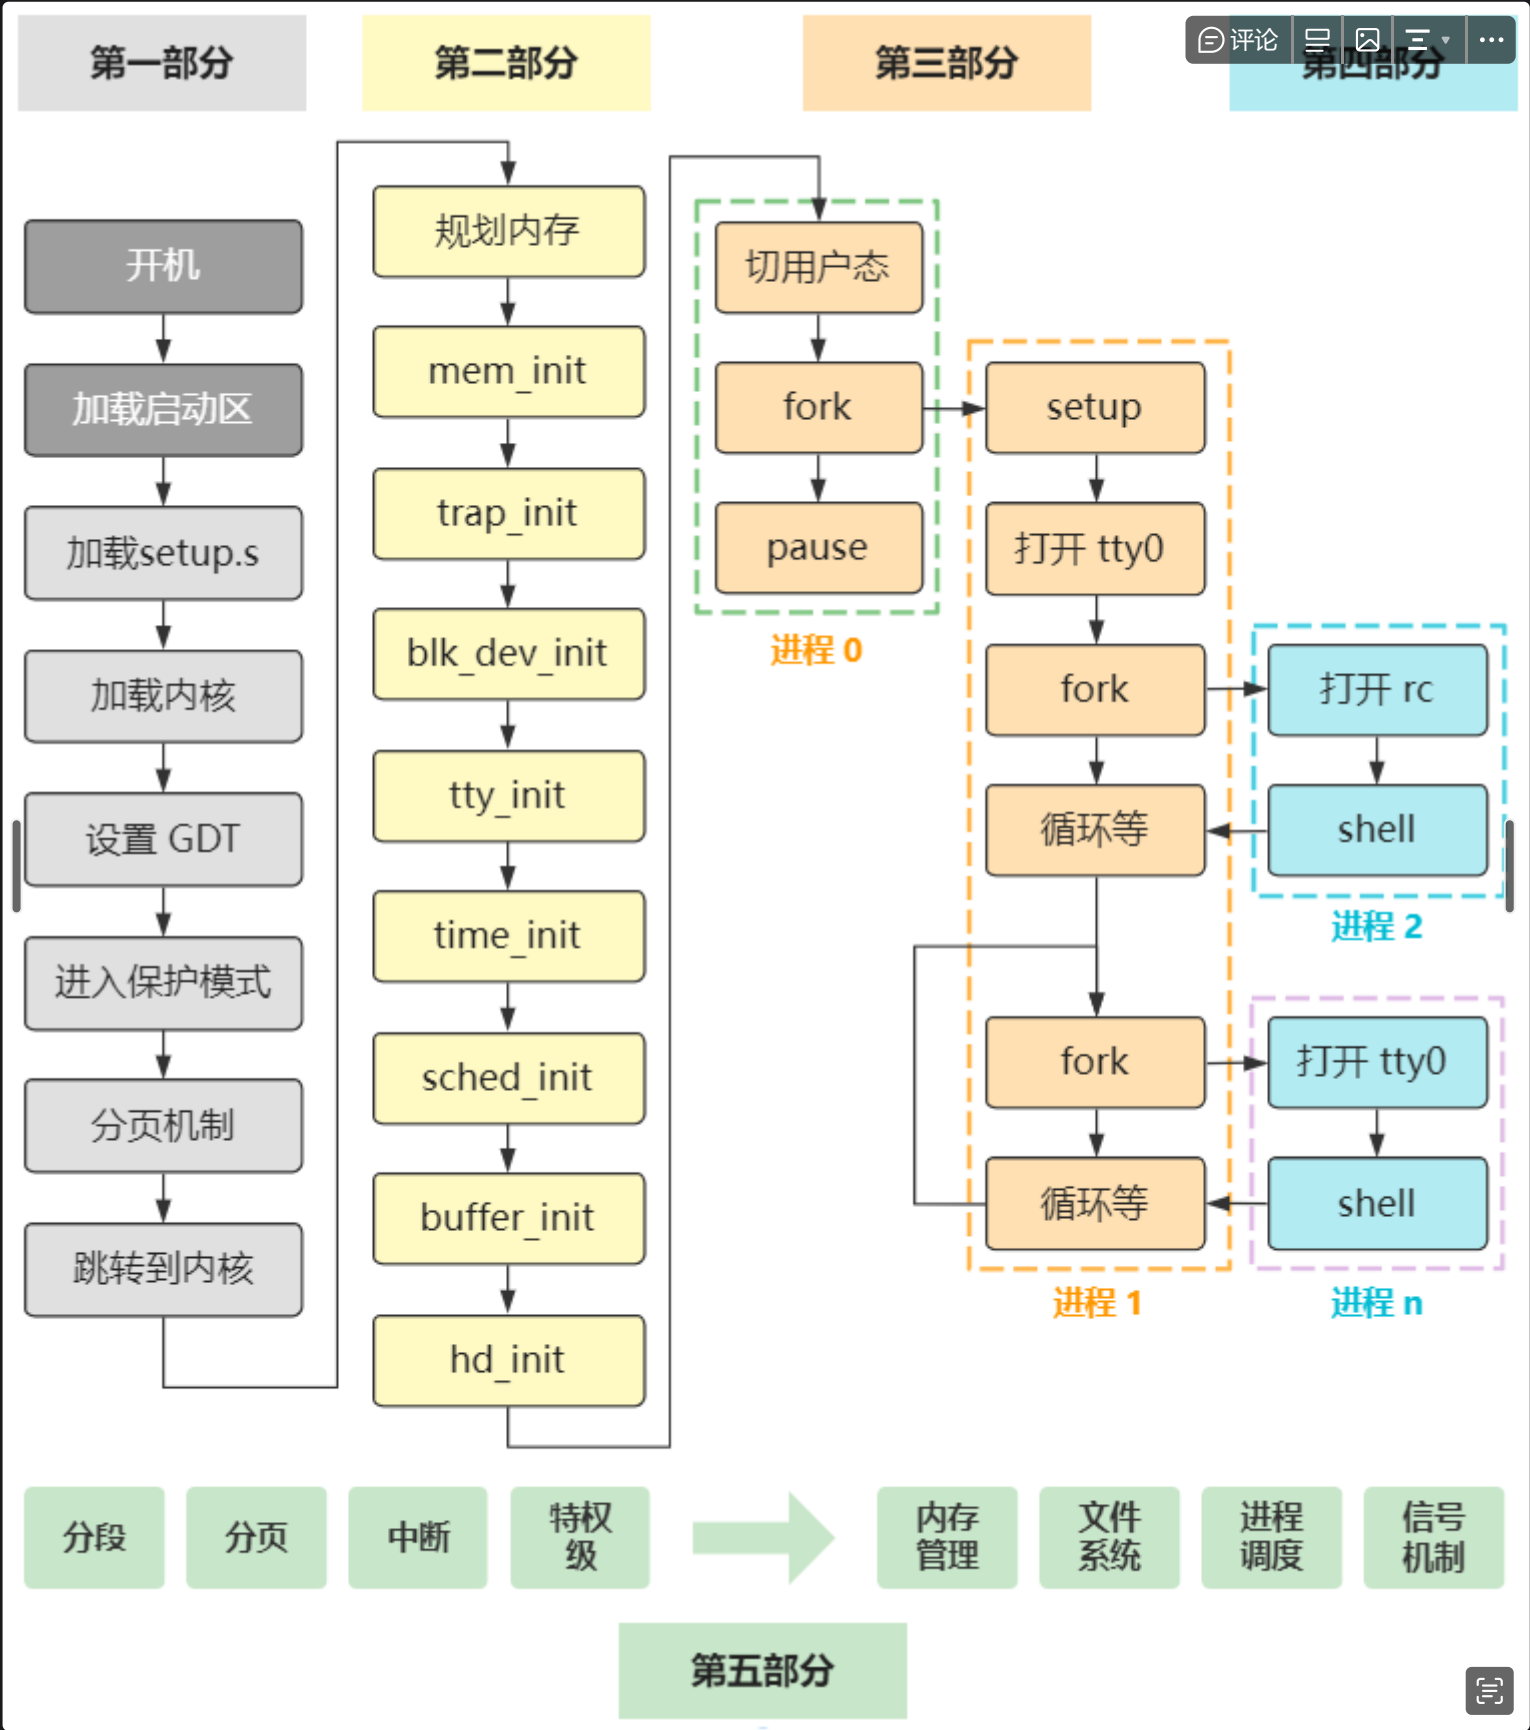 第一部分
第二部分
第三部分
第四部分
评论
开机
加载启动区
加载setup.s
加载内核
设置 GDT
进入保护模式
分页机制
跳转到内核
规划内存
mem_init
trap_init
blk_dev_init
tty_init
time_init
sched_init
buffer_init
hd_init
切用户态
fork
pause
进程 0
setup
打开 tty0
fork
循环等
fork
循环等
进程 1
打开 rc
shell
进程 2
打开 tty0
shell
进程 n
分段
分页
中断
特权
级
内存
管理
文件
系统
进程
调度
信号
机制
第五部分